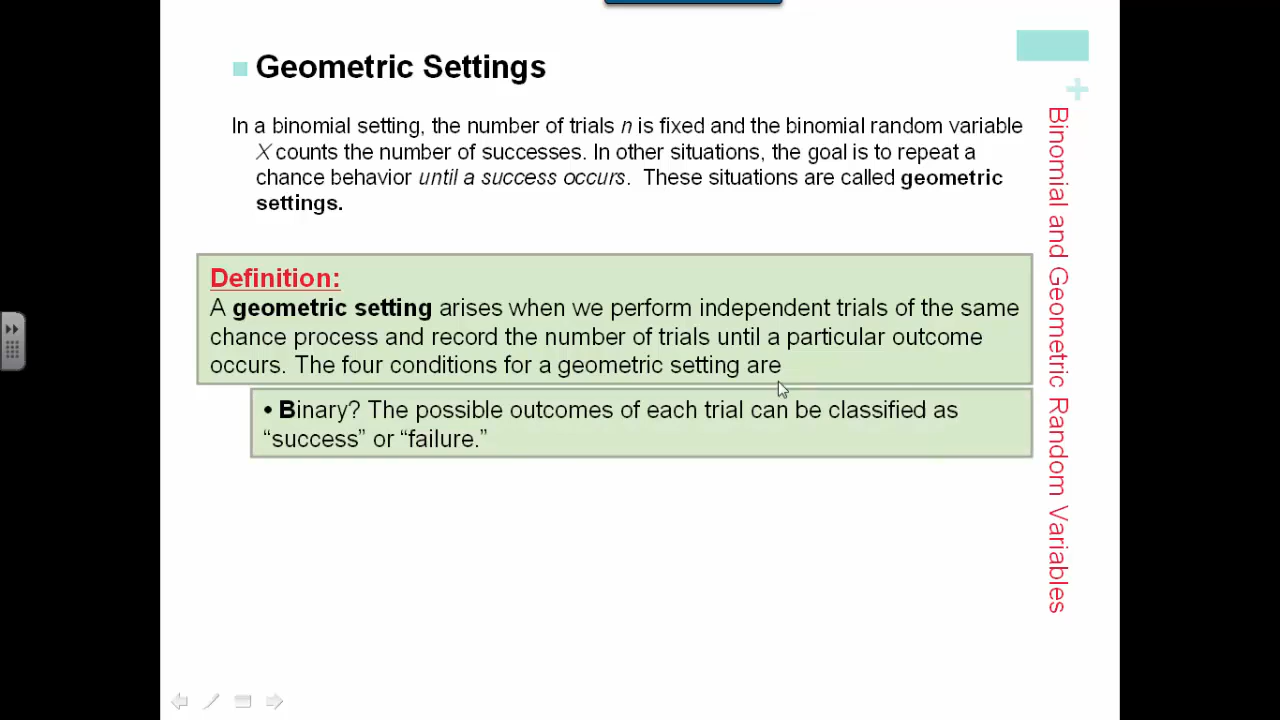 Geometric Settings
In a binomial setting, the number of trials n is fixed and the binomial random variable
X counts the number of successes. In other situations, the goal is to repeat a
chance behavior until a success occurs. These situations are called geometric
settings.
Definition:
A geometric setting arises when we perform independent trials of the same
chance process and record the number of trials until a particular outcome
occurs. The four conditions for a geometric setting are
• Binary? The possible outcomes of each trial can be classified as
“success” or “failure.”
+
Binomial and Geometric Random Variables